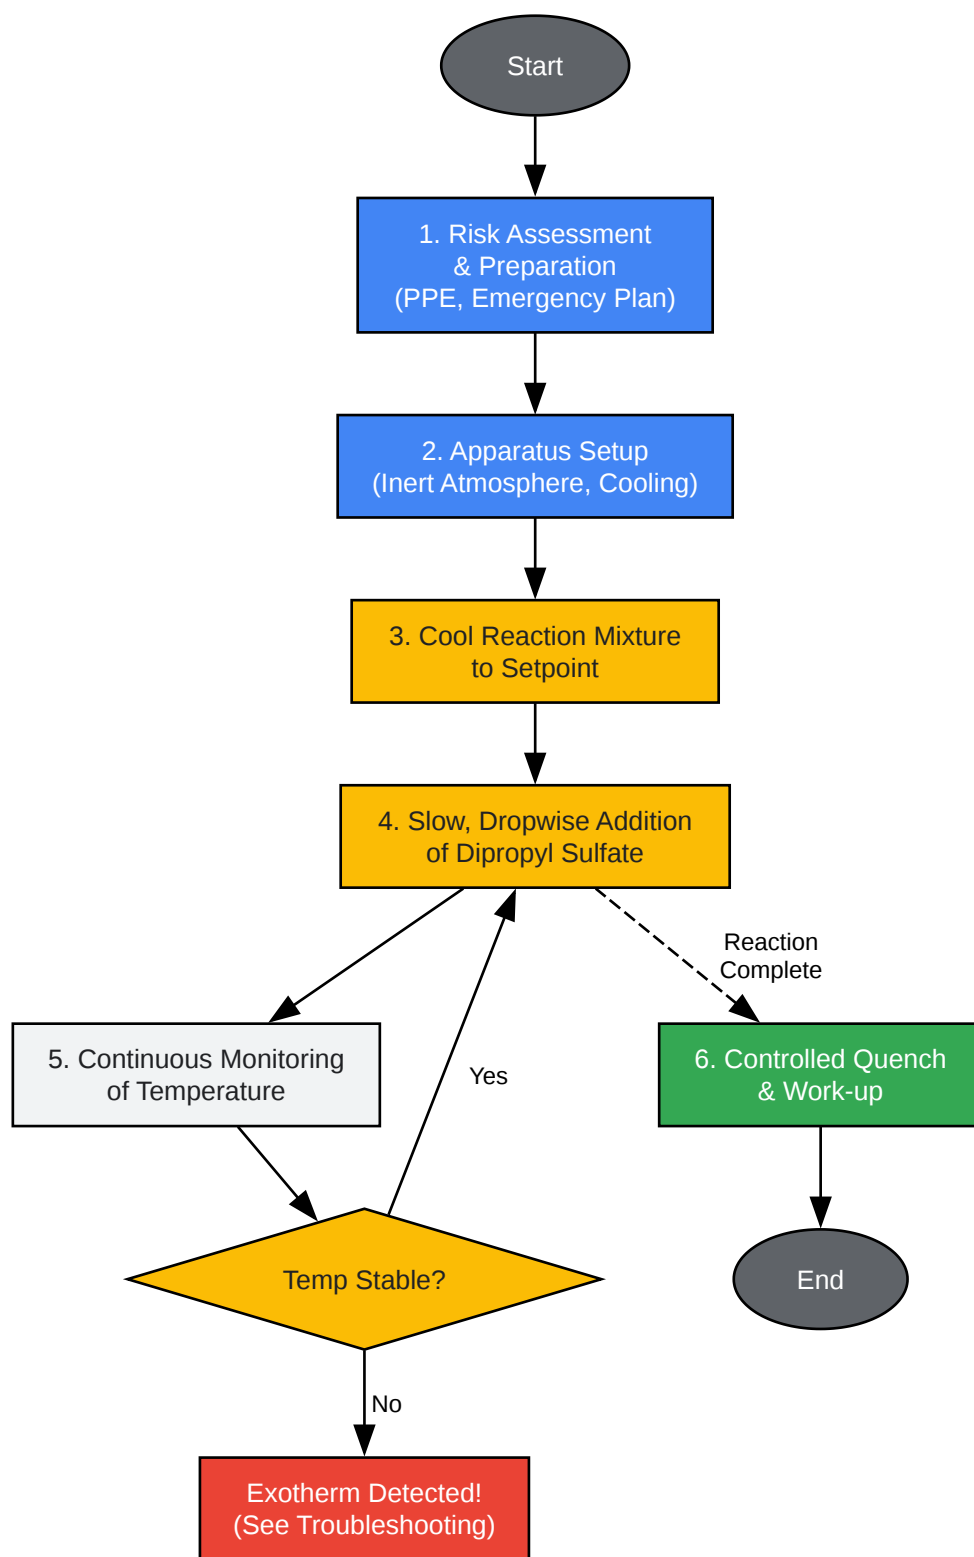 Start
1. Risk Assessment
& Preparation
(PPE, Emergency Plan)
2. Apparatus Setup
(Inert Atmosphere, Cooling)
3. Cool Reaction Mixture
to Setpoint
4. Slow, Dropwise Addition
of Dipropyl Sulfate
Reaction
Complete
5. Continuous Monitoring
of Temperature
Yes
6. Controlled Quench
& Work-up
Temp Stable?
End
No
Exotherm Detected!
(See Troubleshooting)